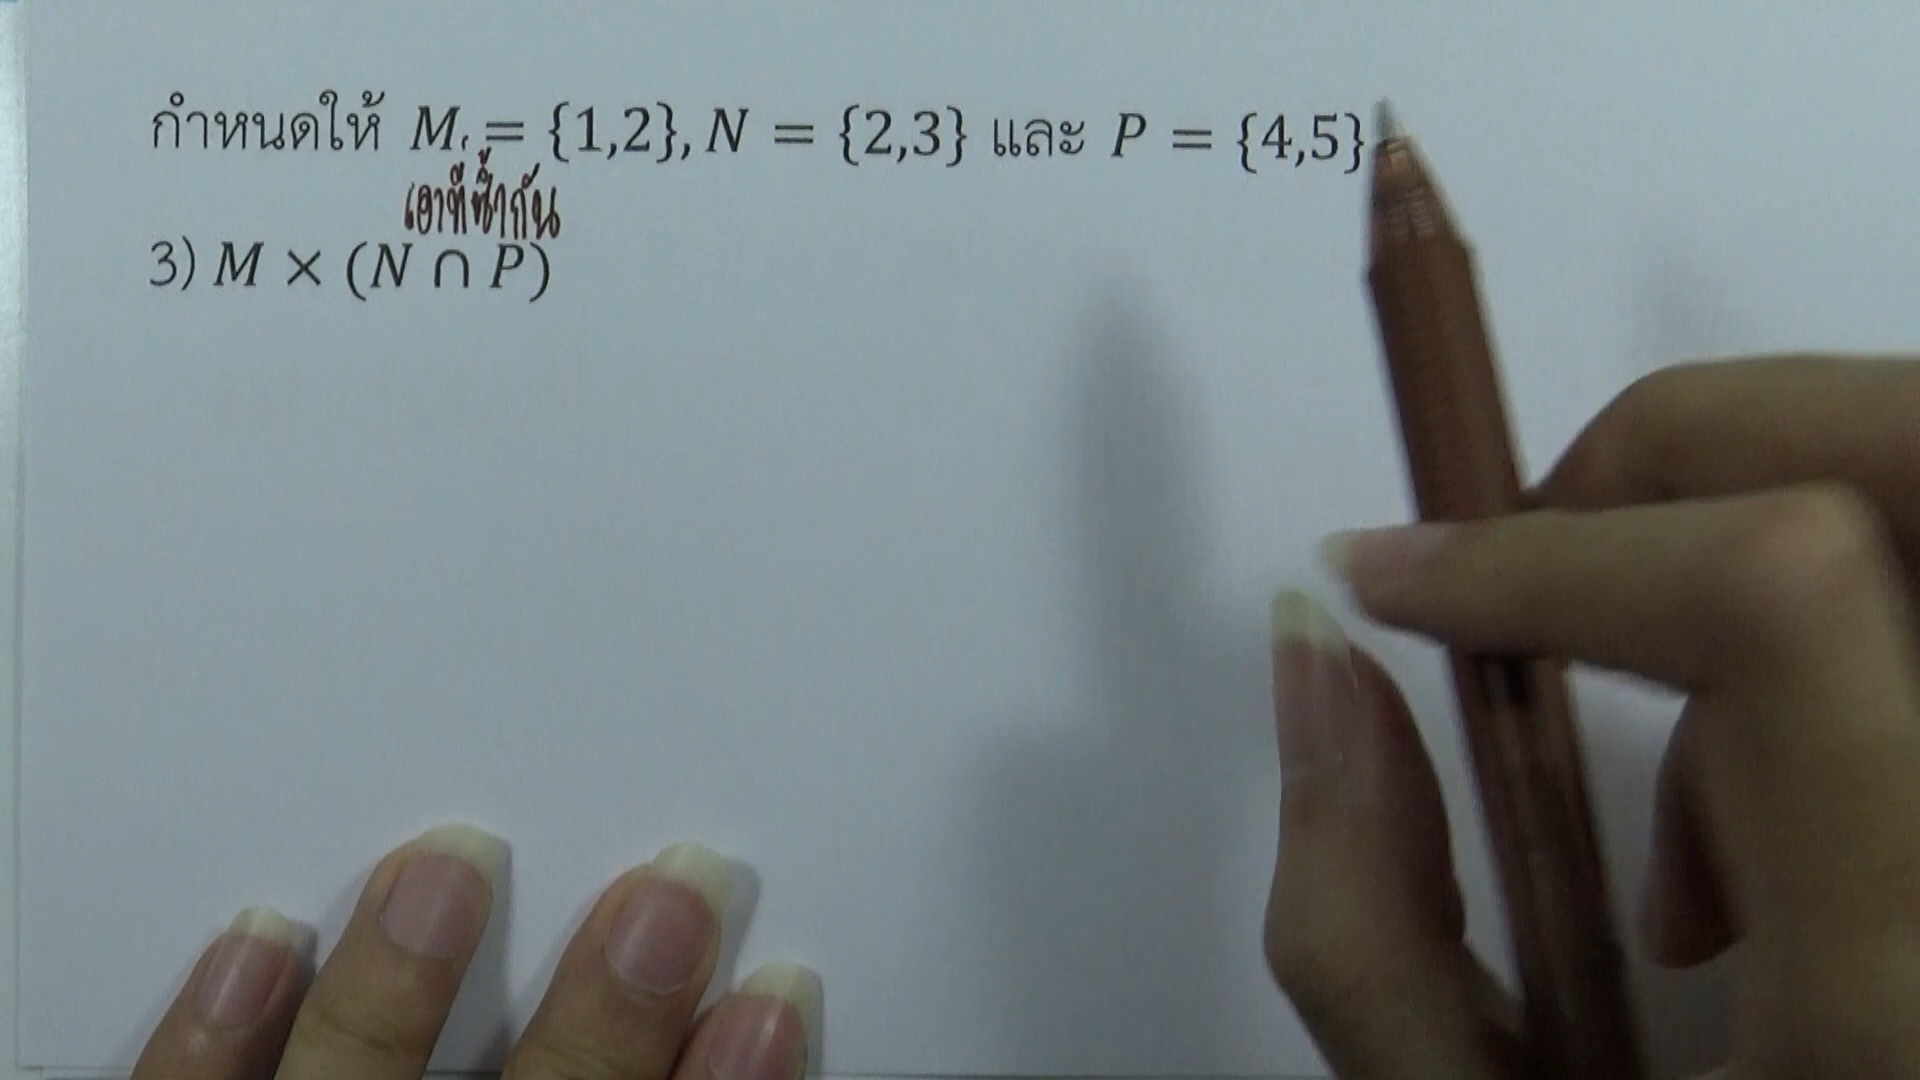 กำหนดให้ M = {1,2}, N = {2,3} และ P = {4,5}
เอาที่ซ้ำกัน
3) M × (N ∩ P)